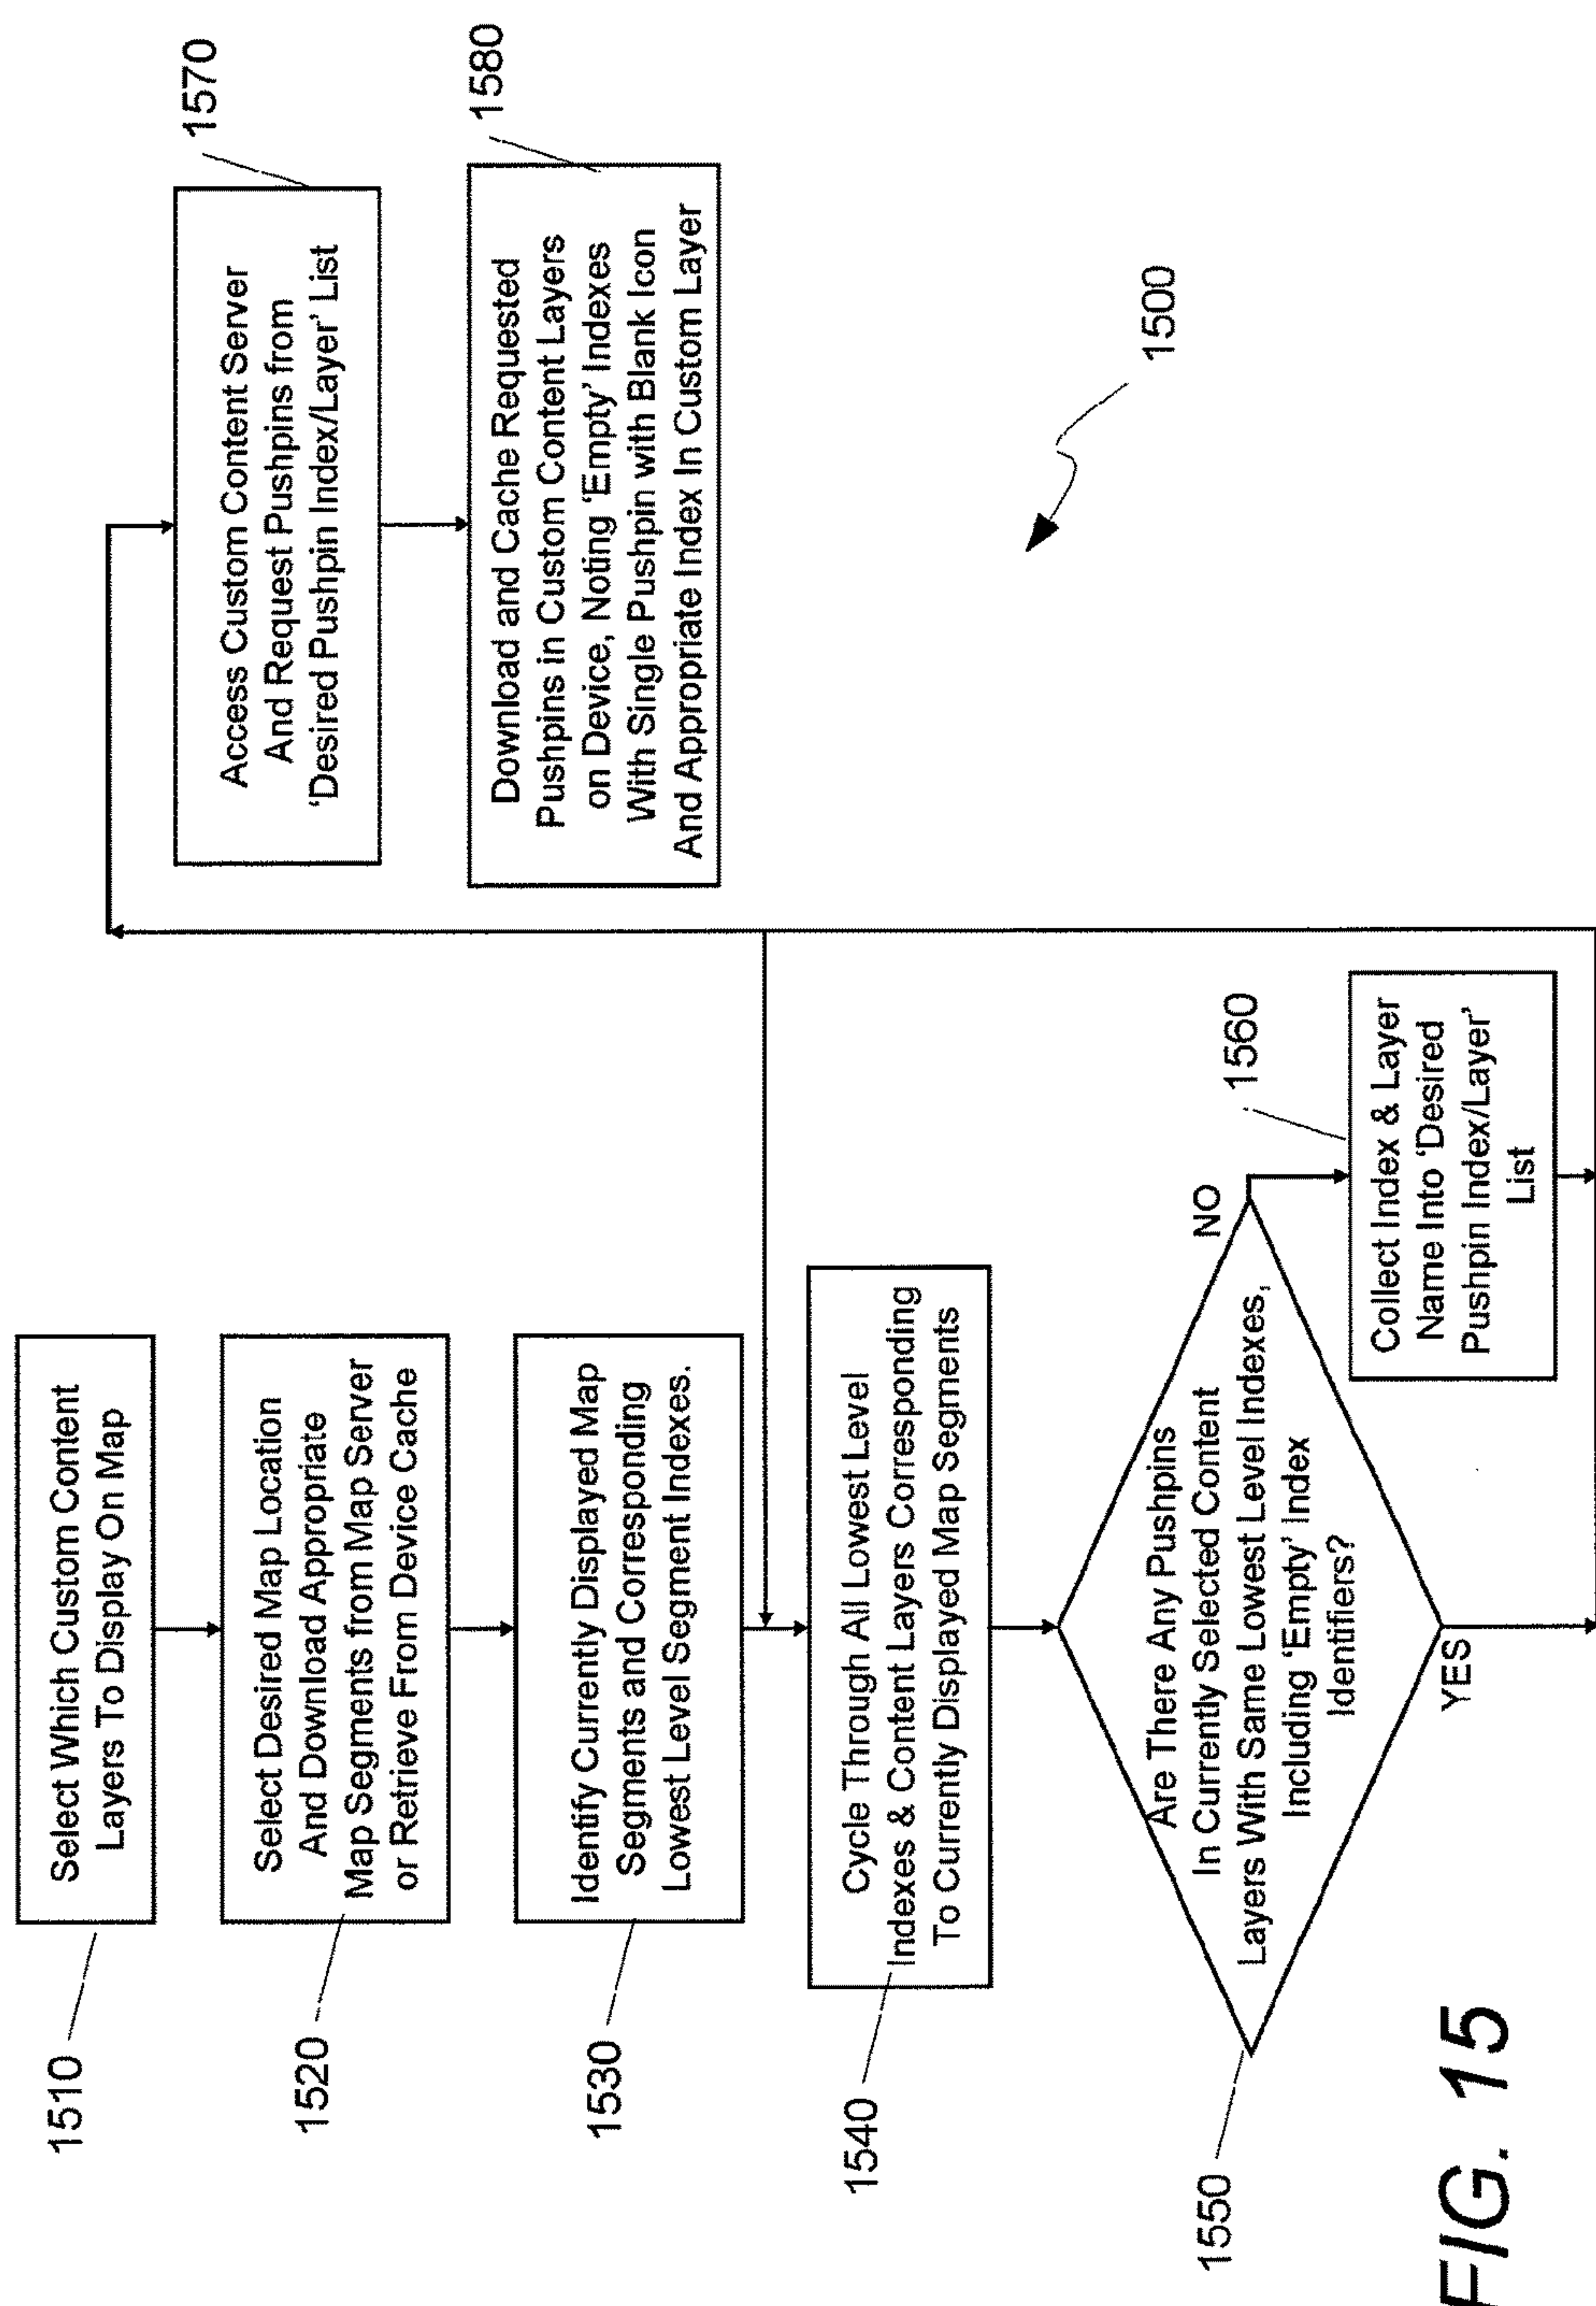 1510
Select Which Custom Content
Layers To Display On Map
1520
Select Desired Map Location
And Download Appropriate
Map Segments from Map Server
or Retrieve From Device Cache
1530
Identify Currently Displayed Map
Segments and Corresponding
Lowest Level Segment Indexes.
1540
Cycle Through All Lowest Level
Indexes & Content Layers Corresponding
To Currently Displayed Map Segments
1550
Are There Any Pushpins
In Currently Selected Content
Layers With Same Lowest Level Indexes,
Including 'Empty' Index
Identifiers?
NO
YES
1560
Collect Index & Layer
Name Into 'Desired
Pushpin Index/Layer'
List
1570
Access Custom Content Server
And Request Pushpins from
'Desired Pushpin Index/Layer' List
1580
Download and Cache Requested
Pushpins in Custom Content Layers
on Device, Noting 'Empty' Indexes
With Single Pushpin with Blank Icon
And Appropriate Index In Custom Layer
1500
FIG. 15